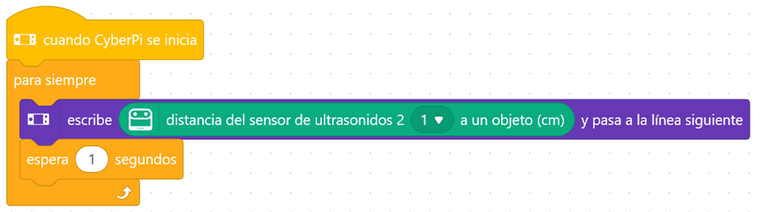 cuando CyberPi se inicia
para siempre
escribe distancia del sensor de ultrasonidos 2 1 a un objeto (cm) y pasa a la línea siguiente
espera 1 segundos